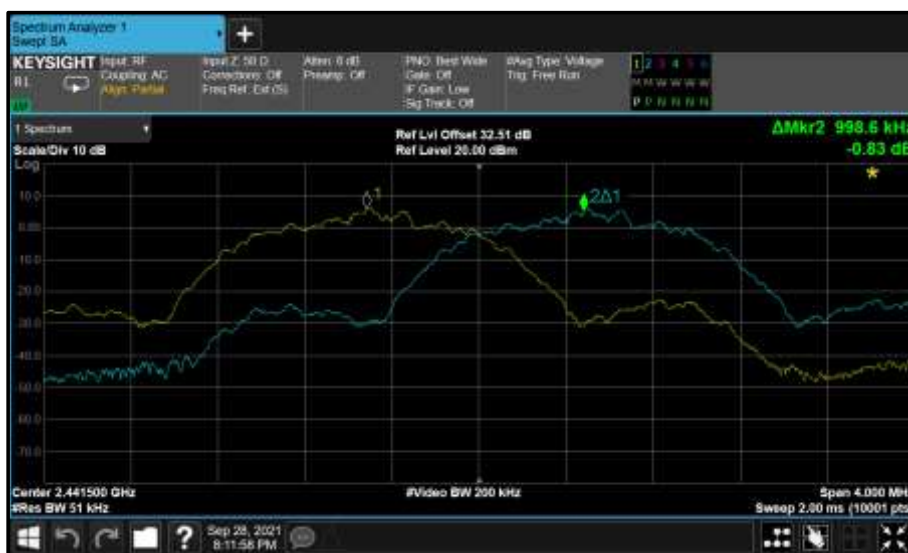 Spectrum Analyzer 1
Swept SA
+
KEYSIGHT
R1
Input: RF
Coupling: AC
Align: Partial
Input Z: 50 Ω
Corrections: Off
Freq Ref: Ext (S)
Atten: 8 dB
Preamp: Off
PNO: Best Wide
Gate: Off
IF Gain: Low
Sig Track: Off
#Avg Type: Voltage
Trig: Free Run
1 2 3 4 5 6
M W W W W W
P P N N N N
1 Spectrum
Scale/Div 10 dB
Log
Ref Lvl Offset 32.51 dB
Ref Level 20.00 dBm
ΔMkr2 998.6 kHz
-0.83 dB
1
2Δ1
10.0
0.00
-10.0
-20.0
-30.0
-40.0
-50.0
-60.0
-70.0
Center 2.441500 GHz
#Res BW 51 kHz
#Video BW 200 kHz
Span 4.000 MHz
Sweep 2.00 ms (10001 pts)
?
Sep 28, 2021
8:11:58 PM